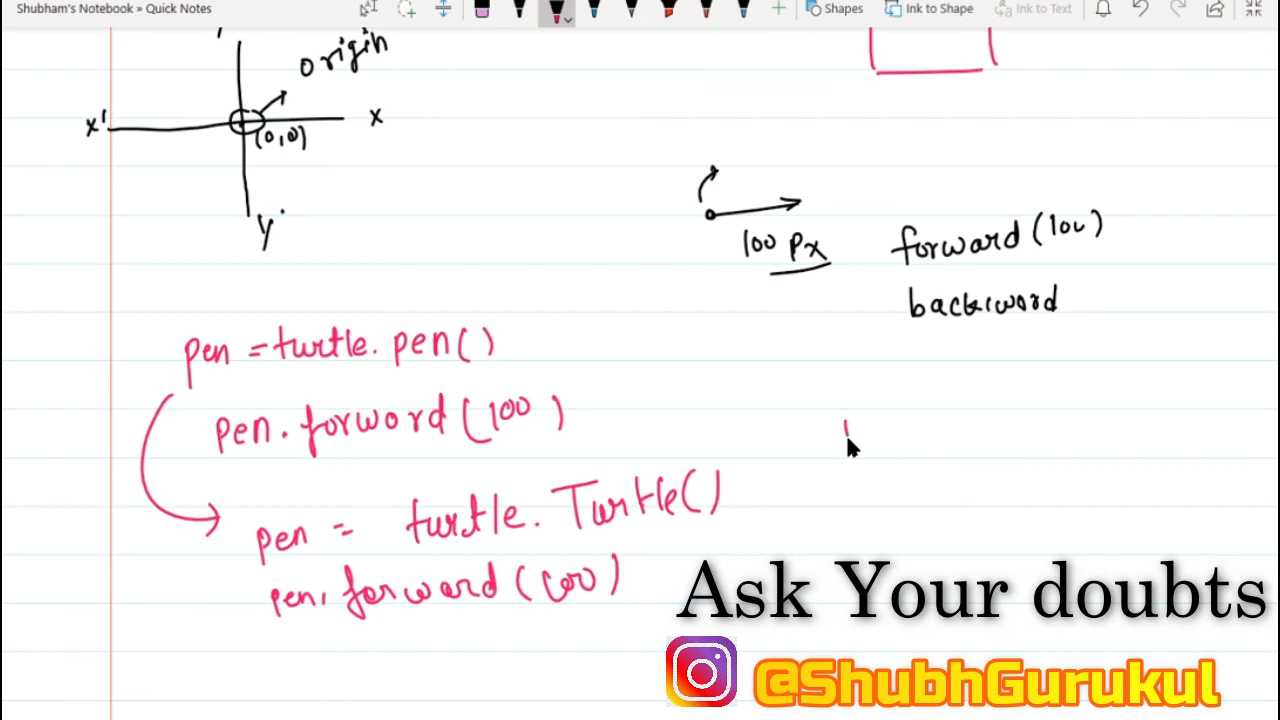 Shubham's Notebook » Quick Notes
Shapes
Ink to Shape
Ink to Text
origin
x'
x
(0,0)
y'
100 px
forward (100)
backword
pen = turtle. pen()
pen. forword (100)
pen = turtle. Turtle()
pen. forward (100)
Ask Your doubts
@ShubhGurukul